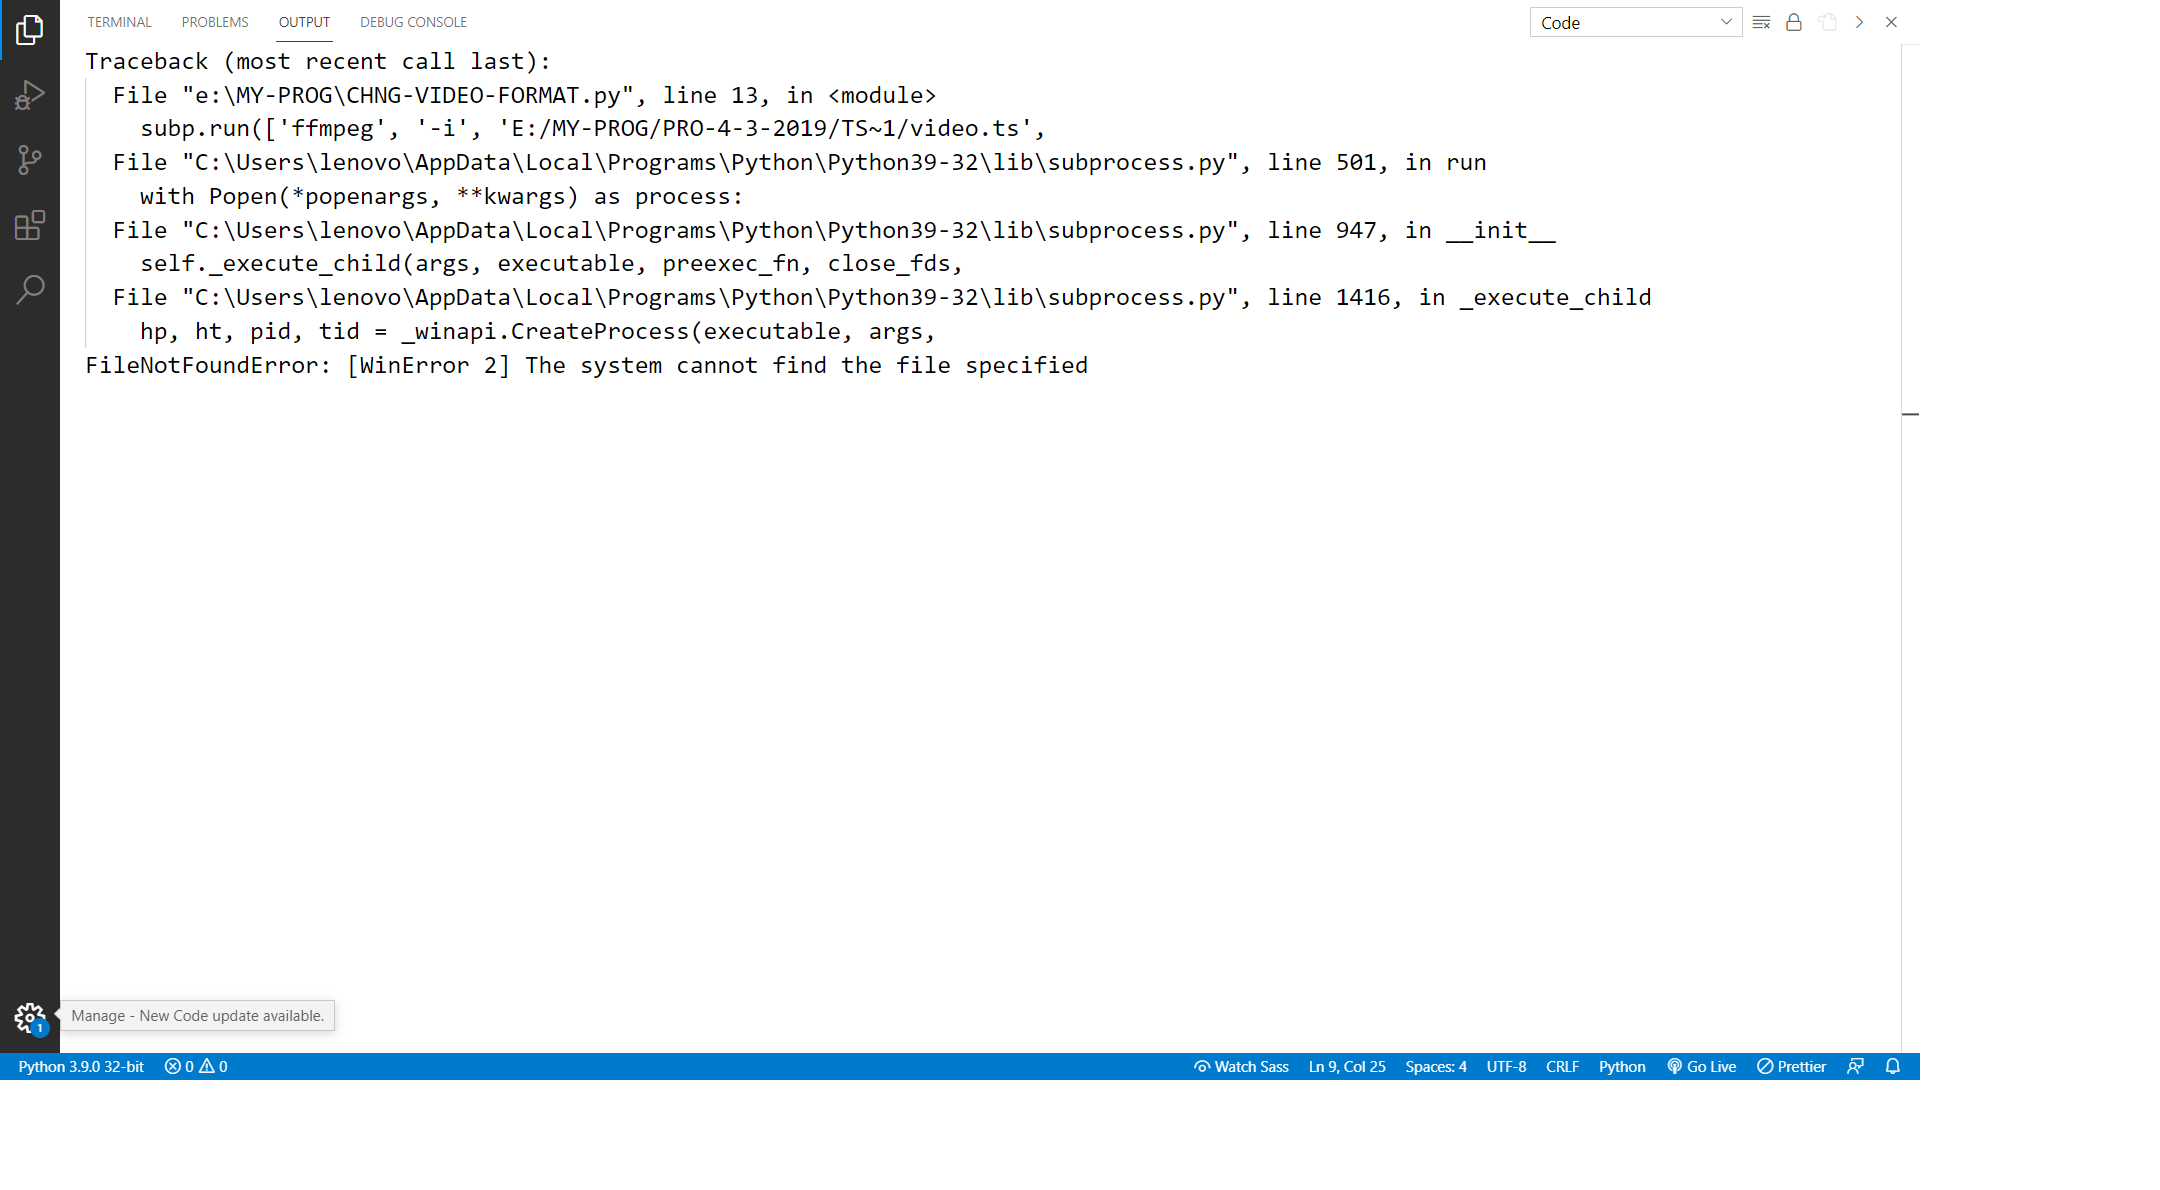 TERMINAL PROBLEMS OUTPUT DEBUG CONSOLE Code
Traceback (most recent call last):
  File "e:\MY-PROG\CHNG-VIDEO-FORMAT.py", line 13, in <module>
    subp.run(['ffmpeg', '-i', 'E:/MY-PROG/PRO-4-3-2019/TS~1/video.ts',
  File "C:\Users\lenovo\AppData\Local\Programs\Python\Python39-32\lib\subprocess.py", line 501, in run
    with Popen(*popenargs, **kwargs) as process:
  File "C:\Users\lenovo\AppData\Local\Programs\Python\Python39-32\lib\subprocess.py", line 947, in __init__
    self._execute_child(args, executable, preexec_fn, close_fds,
  File "C:\Users\lenovo\AppData\Local\Programs\Python\Python39-32\lib\subprocess.py", line 1416, in _execute_child
    hp, ht, pid, tid = _winapi.CreateProcess(executable, args,
FileNotFoundError: [WinError 2] The system cannot find the file specified
1 Manage - New Code update available.
Python 3.9.0 32-bit 0 0 Watch Sass Ln 9, Col 25 Spaces: 4 UTF-8 CRLF Python Go Live Prettier